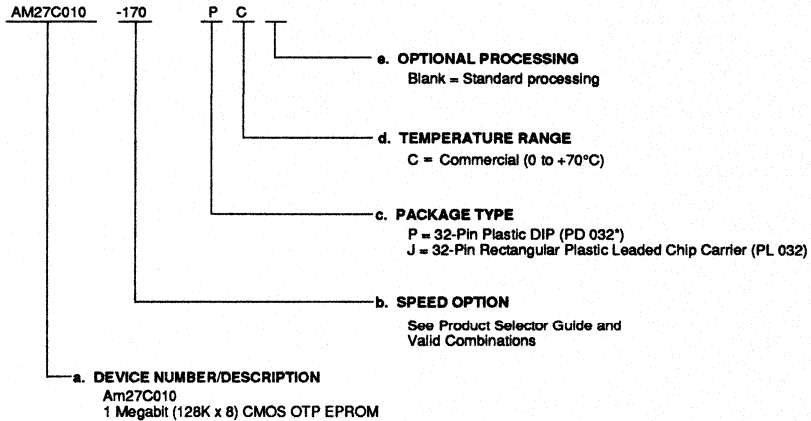 AM27C010 -170 P C
e. OPTIONAL PROCESSING
Blank = Standard processing
d. TEMPERATURE RANGE
C = Commercial (0 to +70°C)
c. PACKAGE TYPE
P = 32-Pin Plastic DIP (PD 032*)
J = 32-Pin Rectangular Plastic Leaded Chip Carrier (PL 032)
b. SPEED OPTION
See Product Selector Guide and
Valid Combinations
a. DEVICE NUMBER/DESCRIPTION
Am27C010
1 Megabit (128K x 8) CMOS OTP EPROM